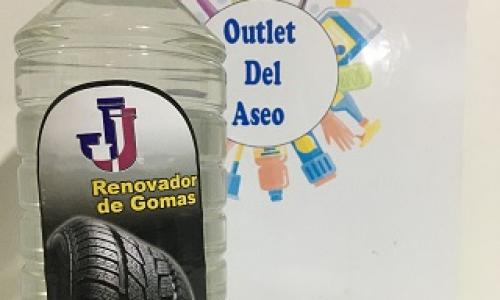 Outlet
Del
Aseo
JJ
Renovador
de Gomas